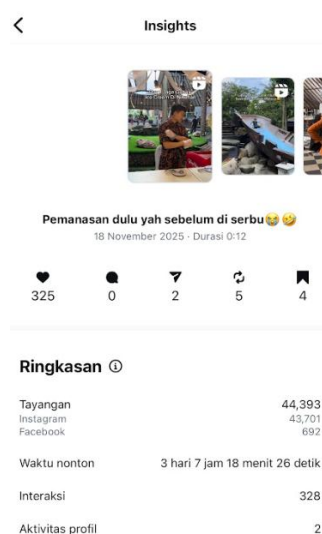 Insights
Pemanasan dulu yah sebelum di serbu😂🤣
18 November 2025 · Durasi 0:12
325 0 2 5 4
Ringkasan
Tayangan 44,393
Instagram 43,701
Facebook 692
Waktu nonton 3 hari 7 jam 18 menit 26 detik
Interaksi 328
Aktivitas profil 2